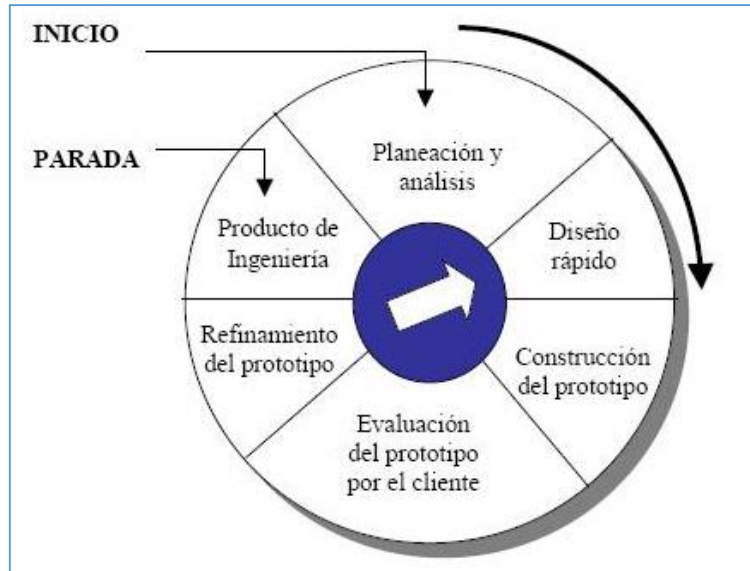 INICIO
PARADA
Planeación y
análisis
Diseño
rápido
Construcción
del prototipo
Evaluación
del prototipo
por el cliente
Refinamiento
del prototipo
Producto de
Ingeniería